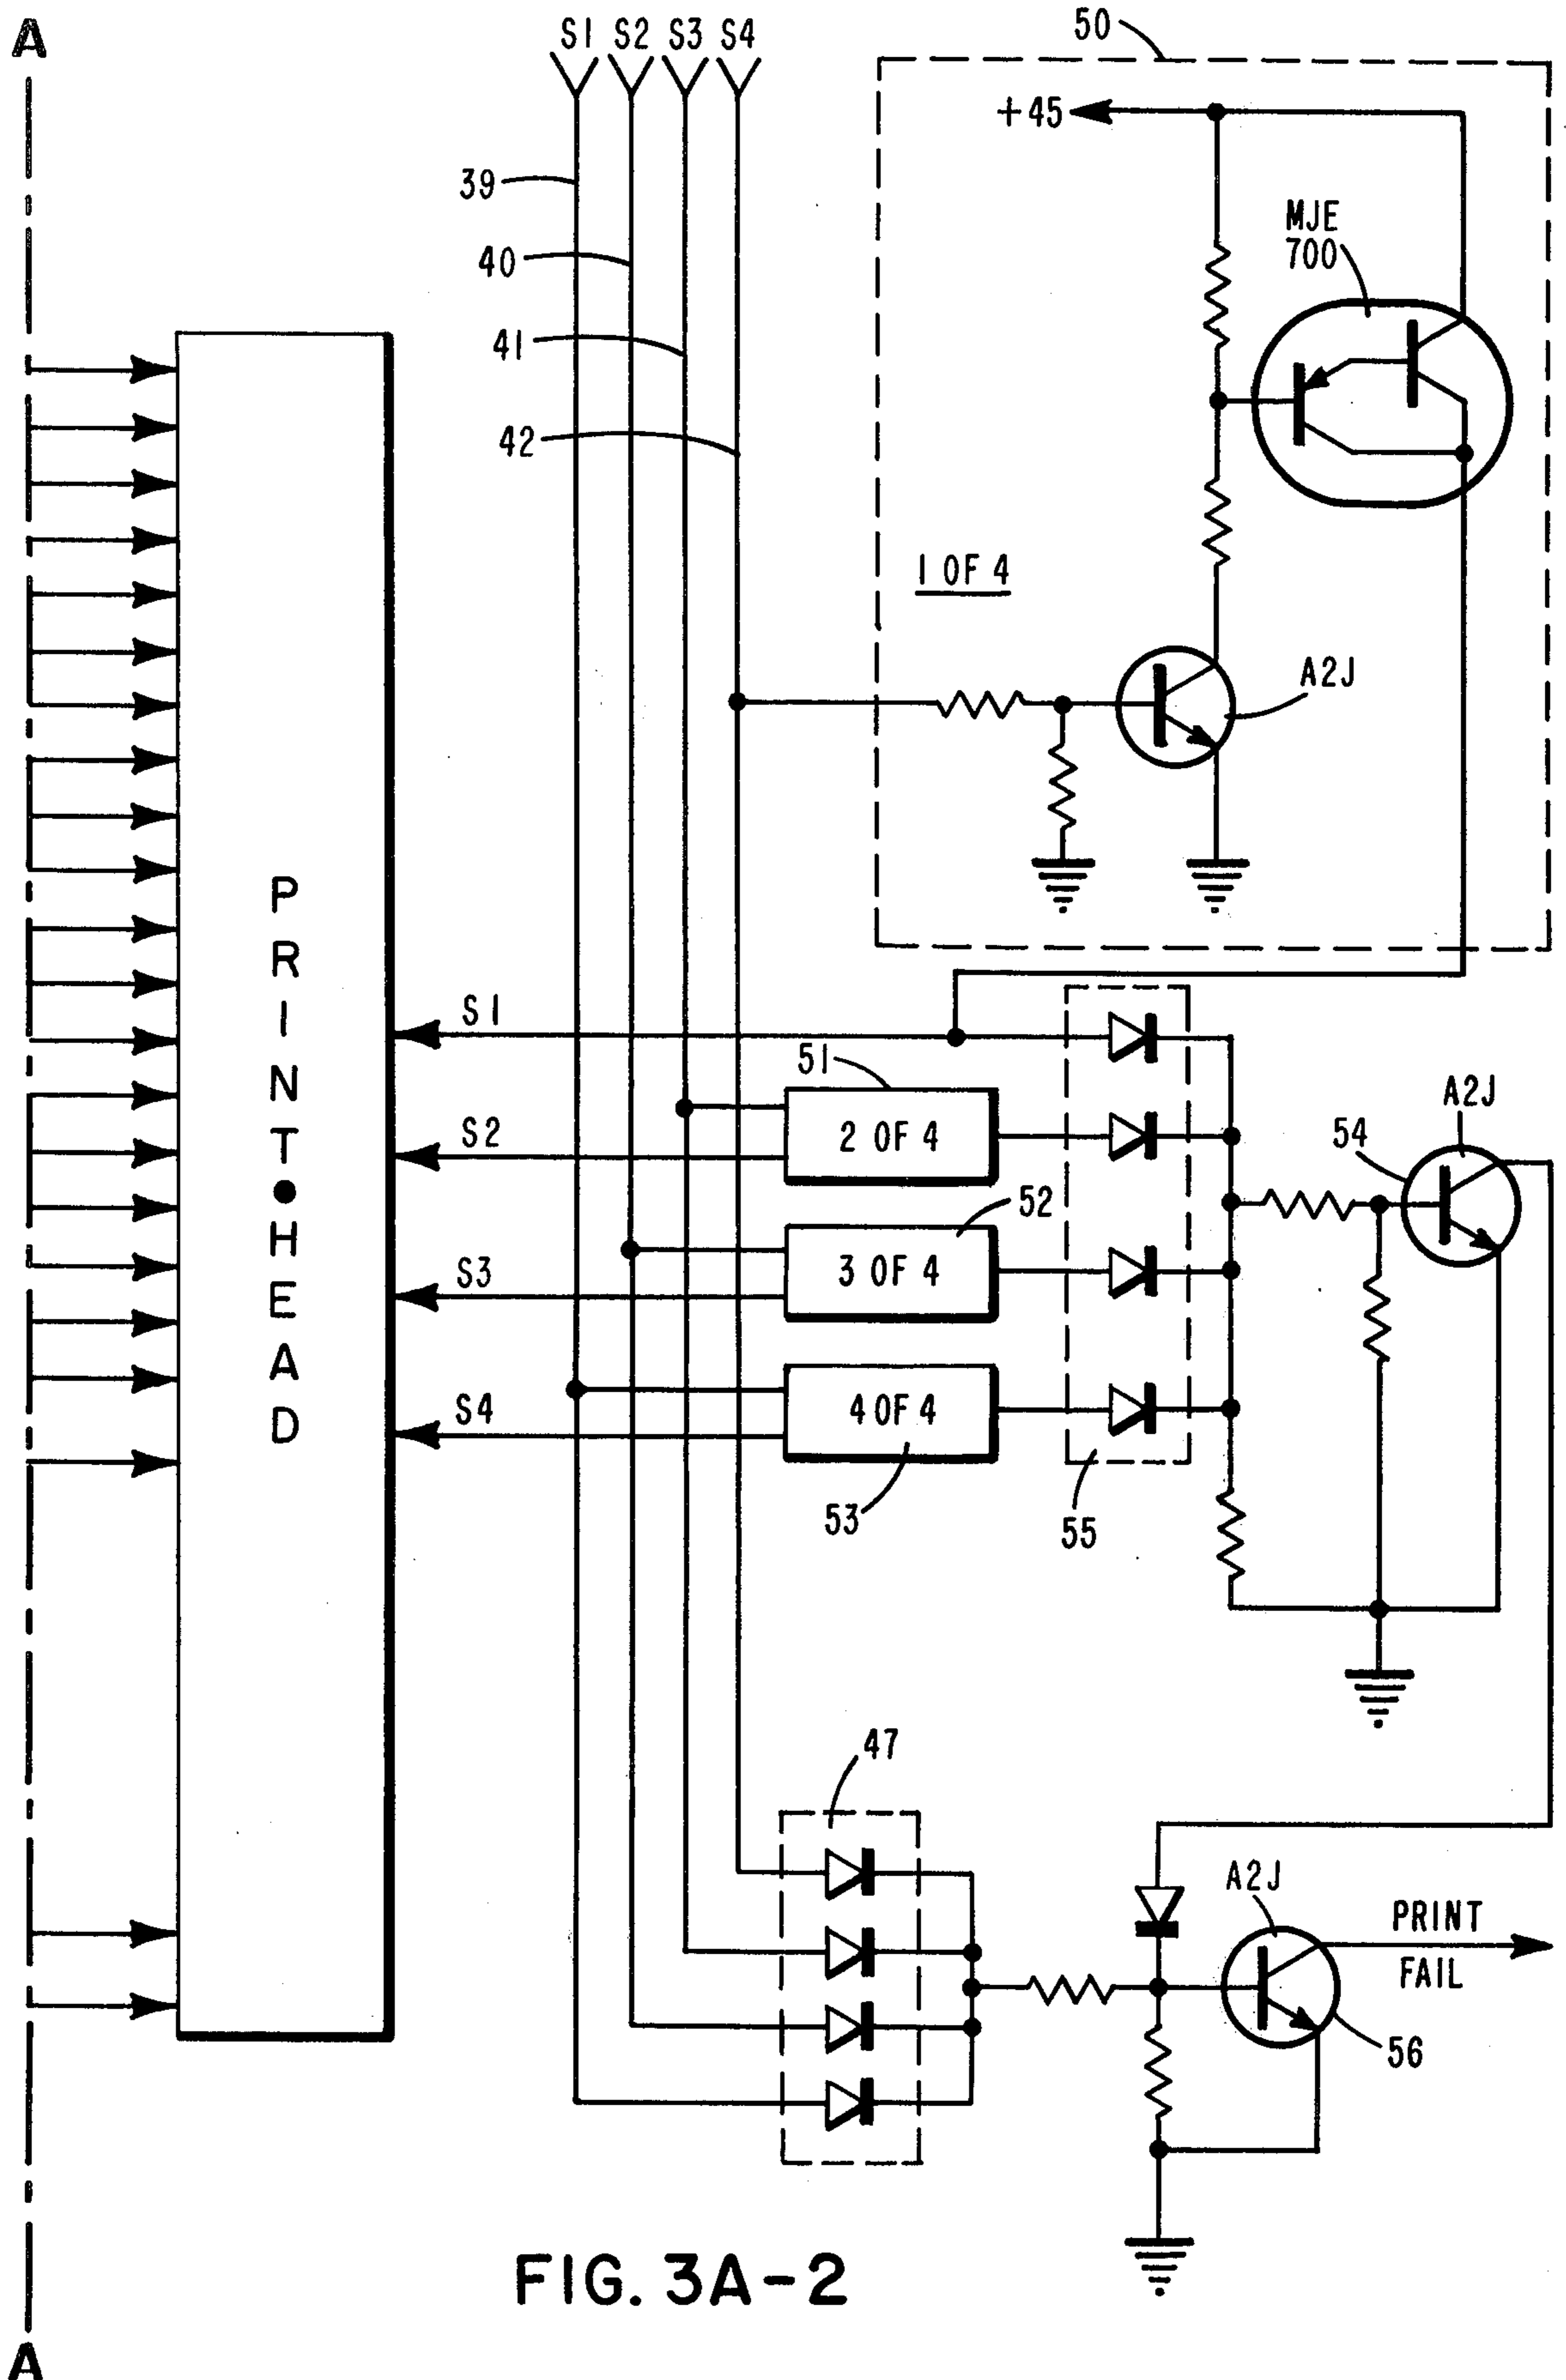 A
S1 S2 S3 S4
50
+45
39
MJE
700
40
41
42
1 OF 4
A2J
PRINT•HEAD
S1
51
A2J
2 OF 4
S2
54
52
3 OF 4
S3
4 OF 4
S4
53
55
47
A2J
PRINT
FAIL
56
FIG. 3A-2
A